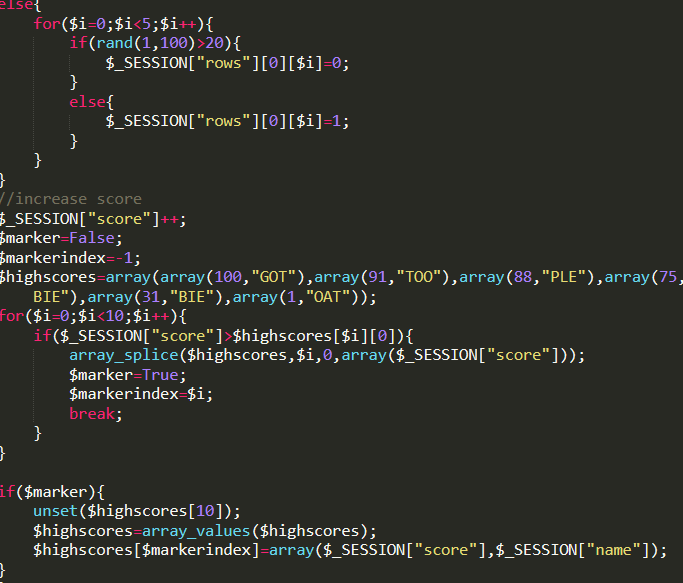 else{
for($i=0;$i<5;$i++){
if(rand(1,100)>20){
$_SESSION["rows"][0][$i]=0;
}
else{
$_SESSION["rows"][0][$i]=1;
}
}
}
//increase score
$_SESSION["score"]++;
$marker=False;
$markerindex=-1;
$highscores=array(array(100,"GOT"),array(91,"TOO"),array(88,"PLE"),array(75,
BIE"),array(31,"BIE"),array(1,"OAT"));
for($i=0;$i<10;$i++){
if($_SESSION["score"]>$highscores[$i][0]){
array_splice($highscores,$i,0,array($_SESSION["score"]));
$marker=True;
$markerindex=$i;
break;
}
}
if($marker){
unset($highscores[10]);
$highscores=array_values($highscores);
$highscores[$markerindex]=array($_SESSION["score"],$_SESSION["name"]);
}